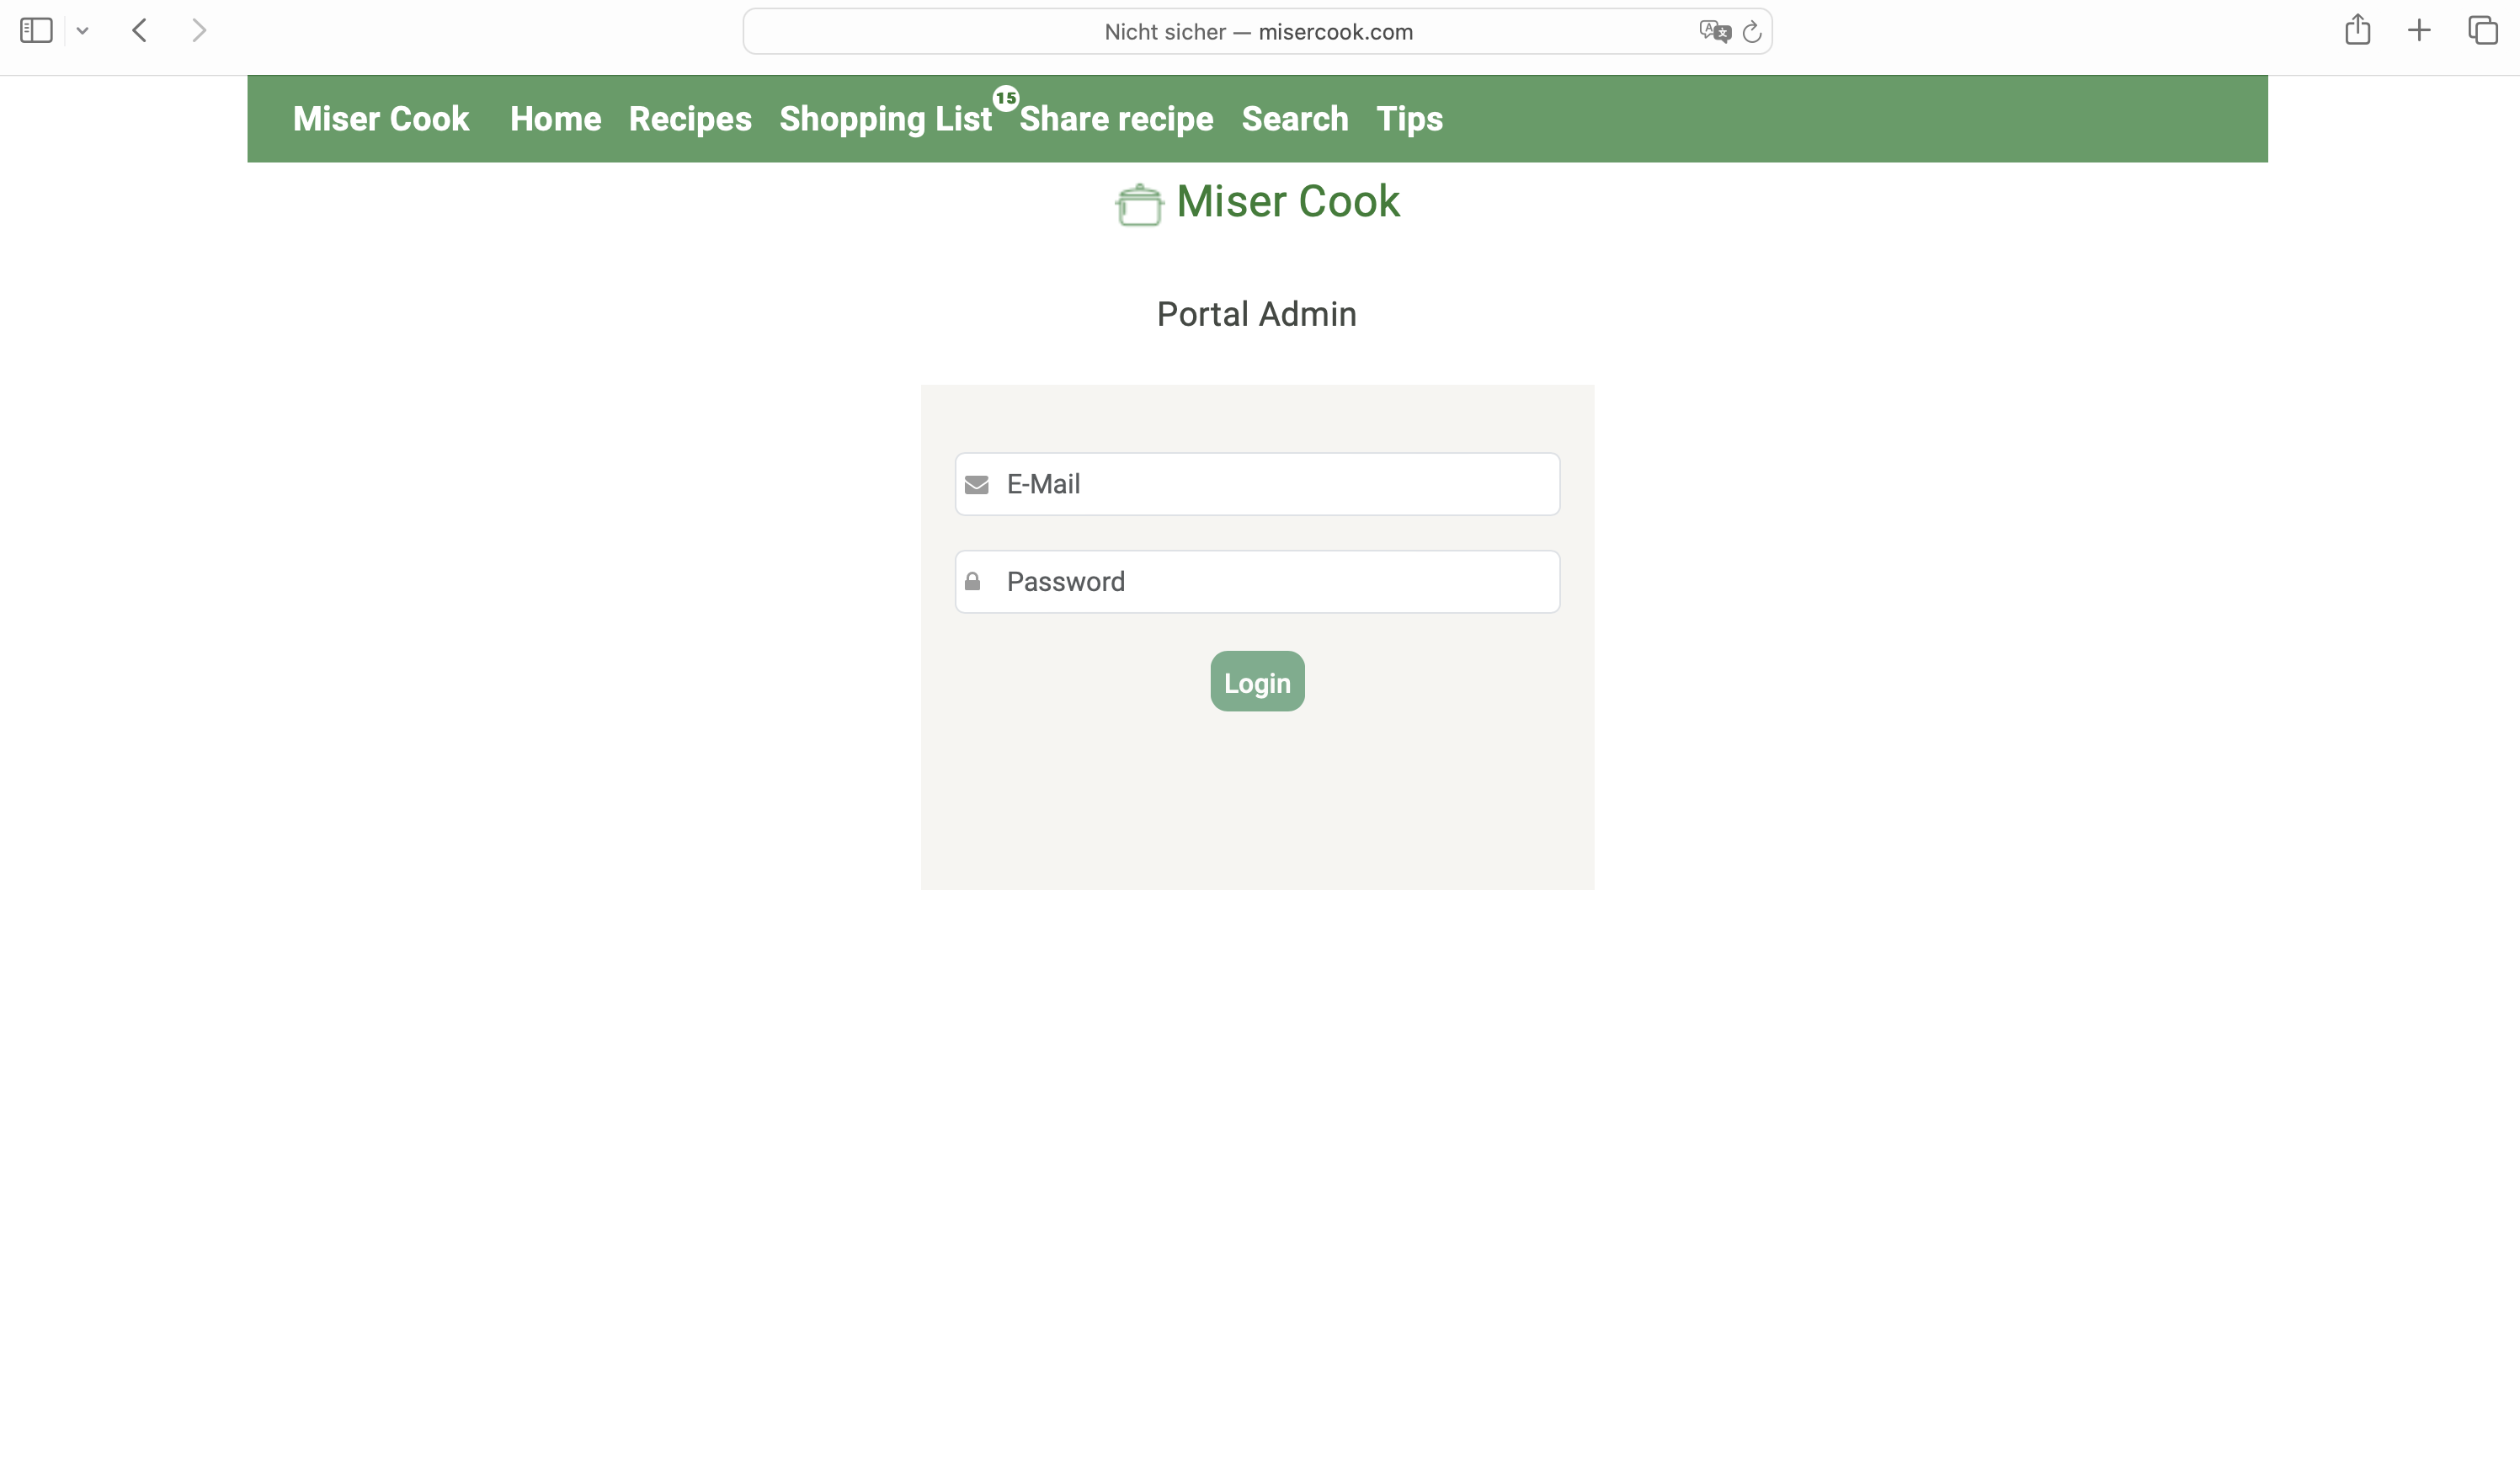 Nicht sicher — misercook.com
Miser Cook Home Recipes Shopping List 15 Share recipe Search Tips
Miser Cook
Portal Admin
E-Mail
Password
Login